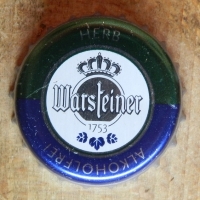 HERB
Warsteiner
1753
ALKOHOLFREI